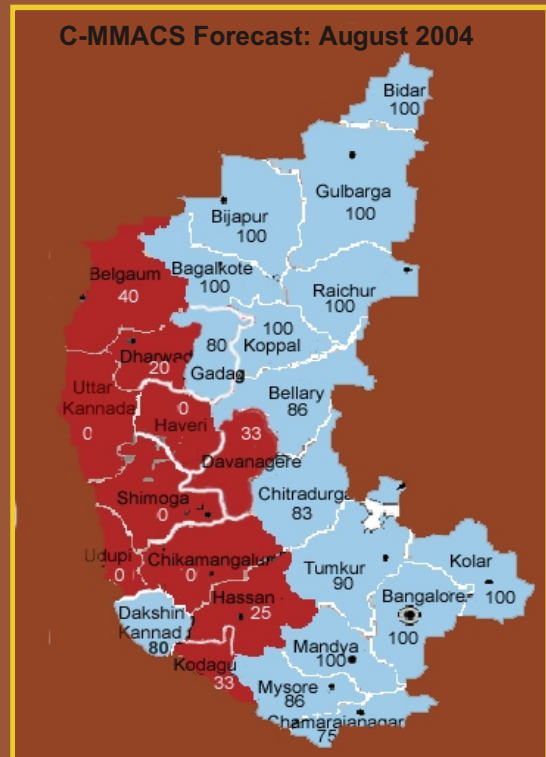 C-MMACS Forecast: August 2004
Bidar
100
Gulbarga
100
Bijapur
100
Bagalkote
100
Belgaum
40
Raichur
100
100
Koppal
80
Gadag
Dharwad
20
Uttar
Kannada
0
0
Haveri
Bellary
86
33
Davanagere
Chitradurga
83
Shimoga
0
Udupi
0
Chikamangalur
0
Tumkur
90
Kolar
100
Bangalore
100
Hassan
25
Dakshin
Kannad
80
Kodagu
33
Mandya
100
Mysore
86
Chamarajanagar
75